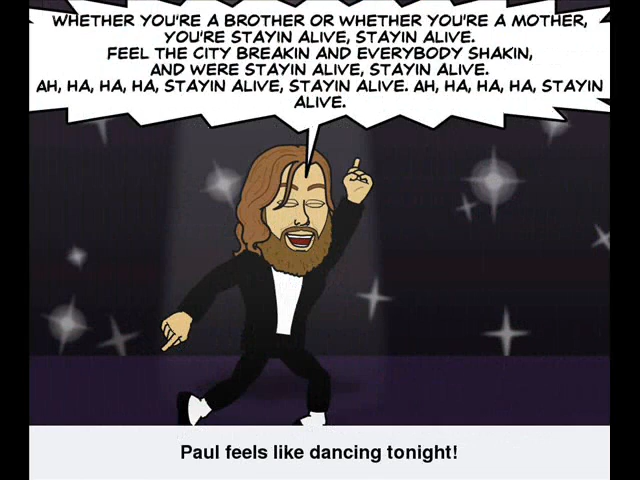 WHETHER YOU'RE A BROTHER OR WHETHER YOU'RE A MOTHER,
YOU'RE STAYIN ALIVE, STAYIN ALIVE.
FEEL THE CITY BREAKIN AND EVERYBODY SHAKIN,
AND WERE STAYIN ALIVE, STAYIN ALIVE.
AH, HA, HA, HA, STAYIN ALIVE, STAYIN ALIVE. AH, HA, HA, HA, STAYIN
ALIVE.
Paul feels like dancing tonight!